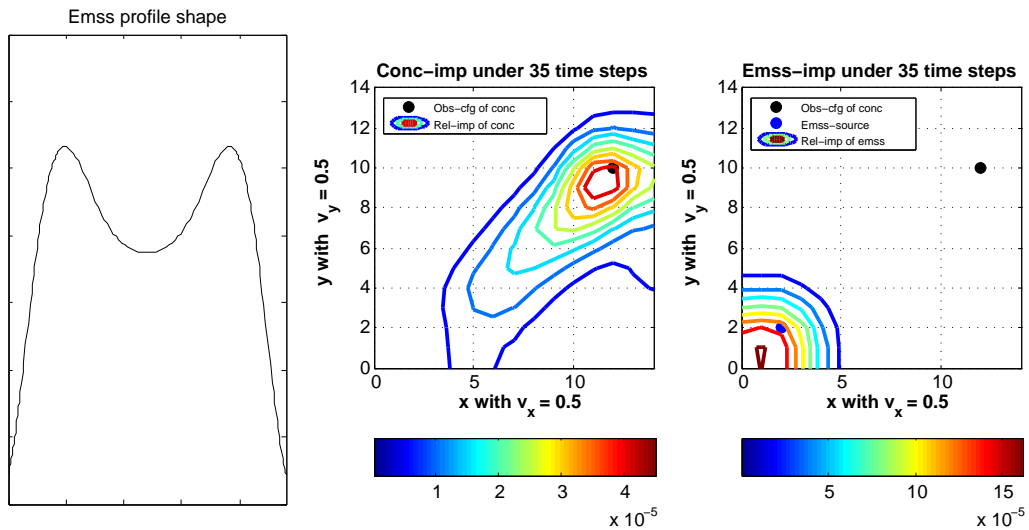 Emss profile shape
Conc−imp under 35 time steps
14
12
10
8
6
4
2
0
y with v_y = 0.5
Obs−cfg of conc
Rel−imp of conc
0
5
10
x with v_x = 0.5
1
2
3
4
x 10^-5
Emss−imp under 35 time steps
14
12
10
8
6
4
2
0
y with v_y = 0.5
Obs−cfg of conc
Emss−source
Rel−imp of emss
0
5
10
x with v_x = 0.5
5
10
15
x 10^-5